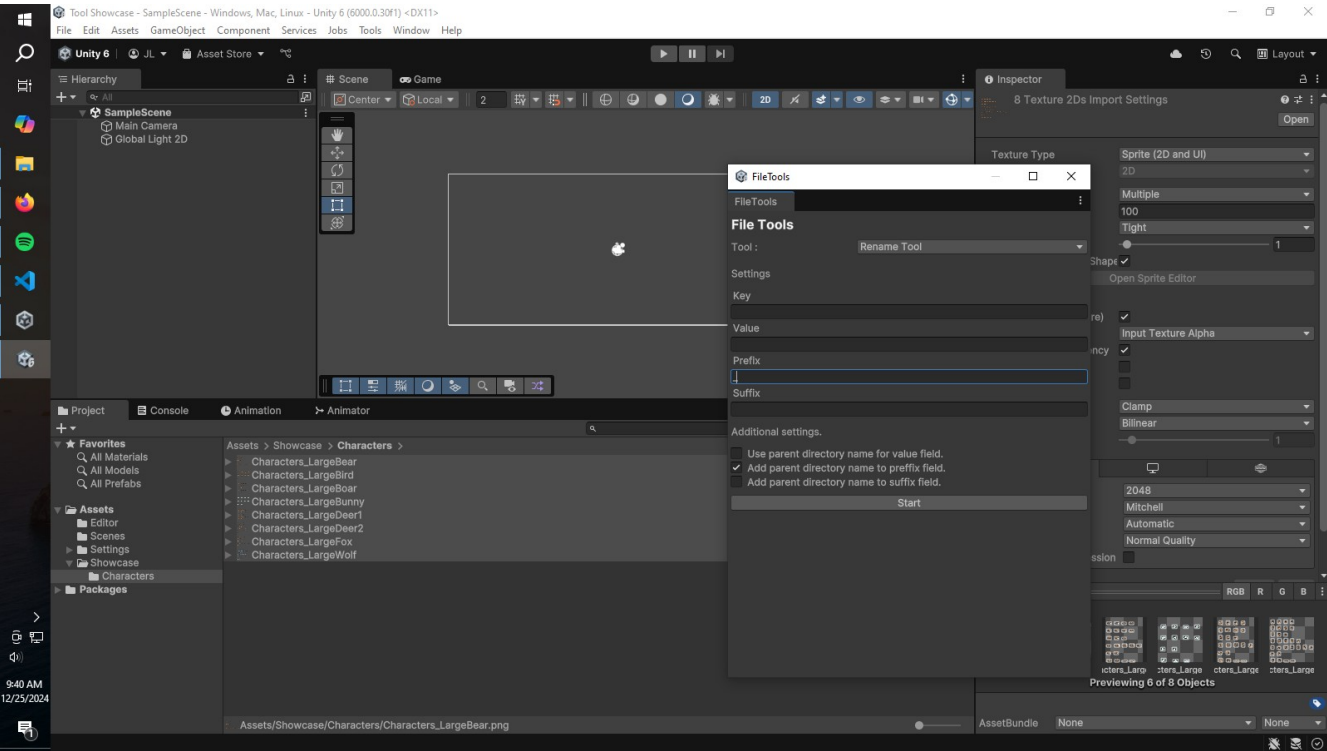 Tool Showcase - SampleScene - Windows, Mac, Linux - Unity 6 (6000.0.30f1) <DX11>
File Edit Assets GameObject Component Services Jobs Tools Window Help
Unity 6 JL Asset Store Layout
Hierarchy
All
SampleScene
Main Camera
Global Light 2D
Scene Game
Center Local 2 2D
Inspector
8 Texture 2Ds Import Settings
Open
Texture Type Sprite (2D and UI)
2D
Multiple
100
Tight
1
Shape
Open Sprite Editor
re)
Input Texture Alpha
ency
Clamp
Bilinear
1
2048
Mitchell
Automatic
Normal Quality
ssion
RGB R G B
cters_Large cters_Large cters_Large
Previewing 6 of 8 Objects
AssetBundle None None
FileTools
FileTools
File Tools
Tool : Rename Tool
Settings
Key
Value
Prefix
_
Suffix
Additional settings.
Use parent directory name for value field.
Add parent directory name to preffix field.
Add parent directory name to suffix field.
Start
Project Console Animation Animator
Favorites
All Materials
All Models
All Prefabs
Assets
Editor
Scenes
Settings
Showcase
Characters
Packages
Assets > Showcase > Characters >
Characters_LargeBear
Characters_LargeBird
Characters_LargeBoar
Characters_LargeBunny
Characters_LargeDeer1
Characters_LargeDeer2
Characters_LargeFox
Characters_LargeWolf
Assets/Showcase/Characters/Characters_LargeBear.png
9:40 AM
12/25/2024